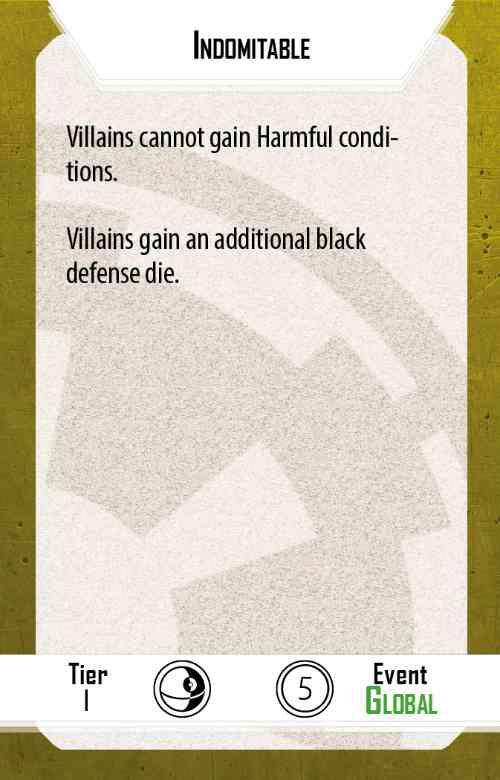 Indomitable
Villains cannot gain Harmful condi-
tions.
Villains gain an additional black
defense die.
Tier
I
5
Event
Global